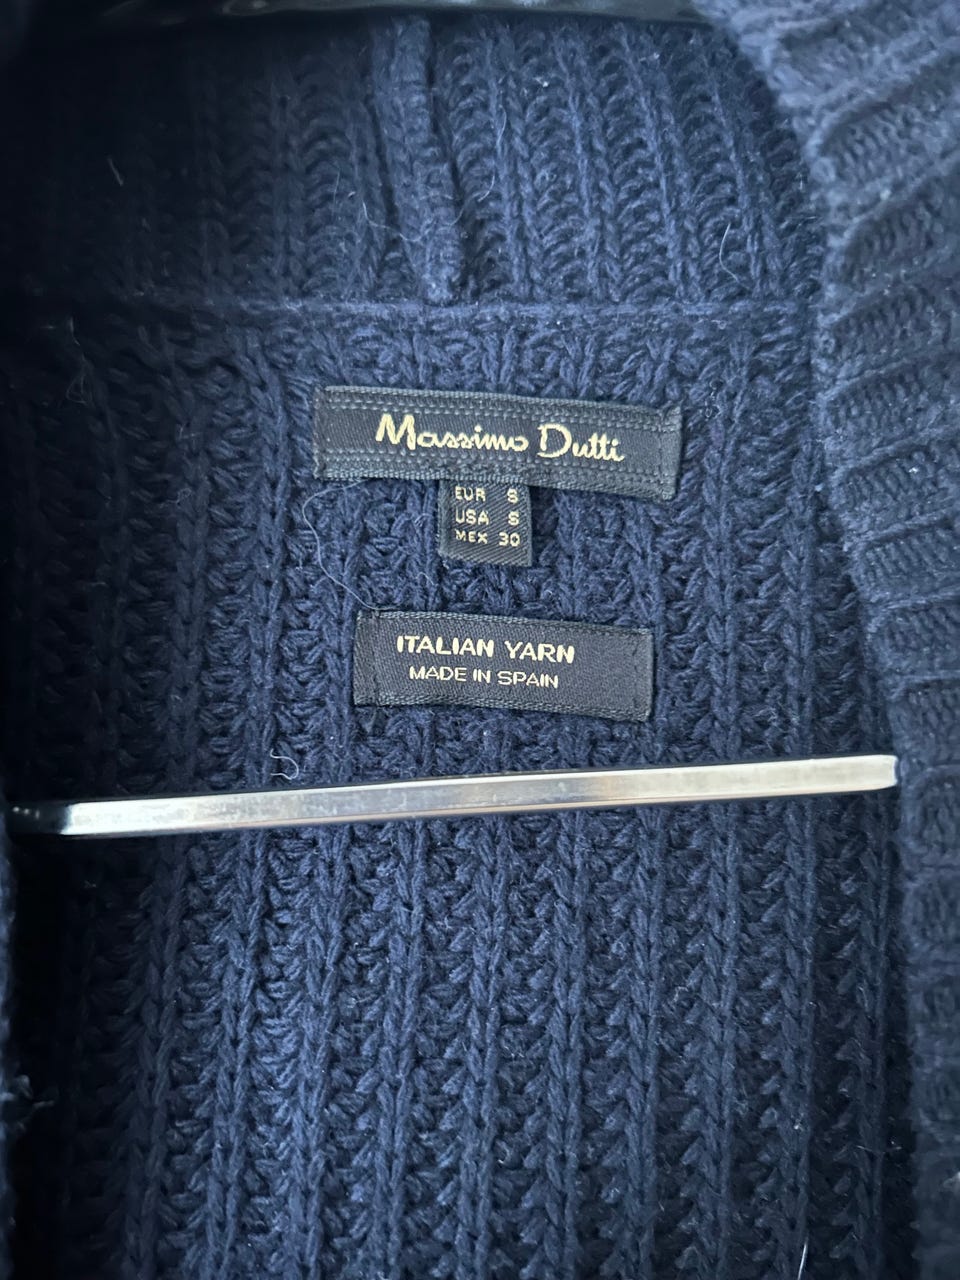 Massimo Dutti
EUR S
USA S
MEX 30
ITALIAN YARN
MADE IN SPAIN